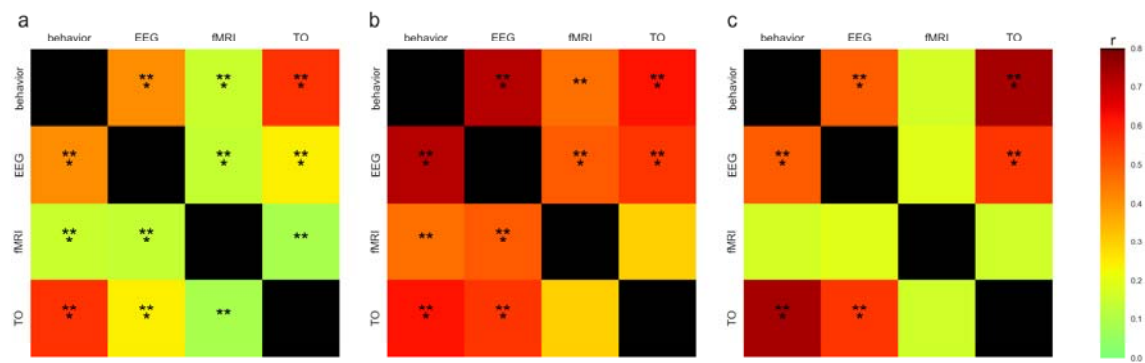 a
behavior EEG fMRI TO
behavior
** ** **
* * *
EEG
** ** **
* * *
fMRI
** ** **
* *
TO
** ** **
* *
b
behavior EEG fMRI TO
behavior
** ** **
* *
EEG
** ** **
* * *
fMRI
** **
*
TO
** **
* *
c
behavior EEG fMRI TO
behavior
** **
* *
EEG
** **
* *
fMRI
TO
** **
* *
r
0.8
0.7
0.6
0.5
0.4
0.3
0.2
0.1
0.0